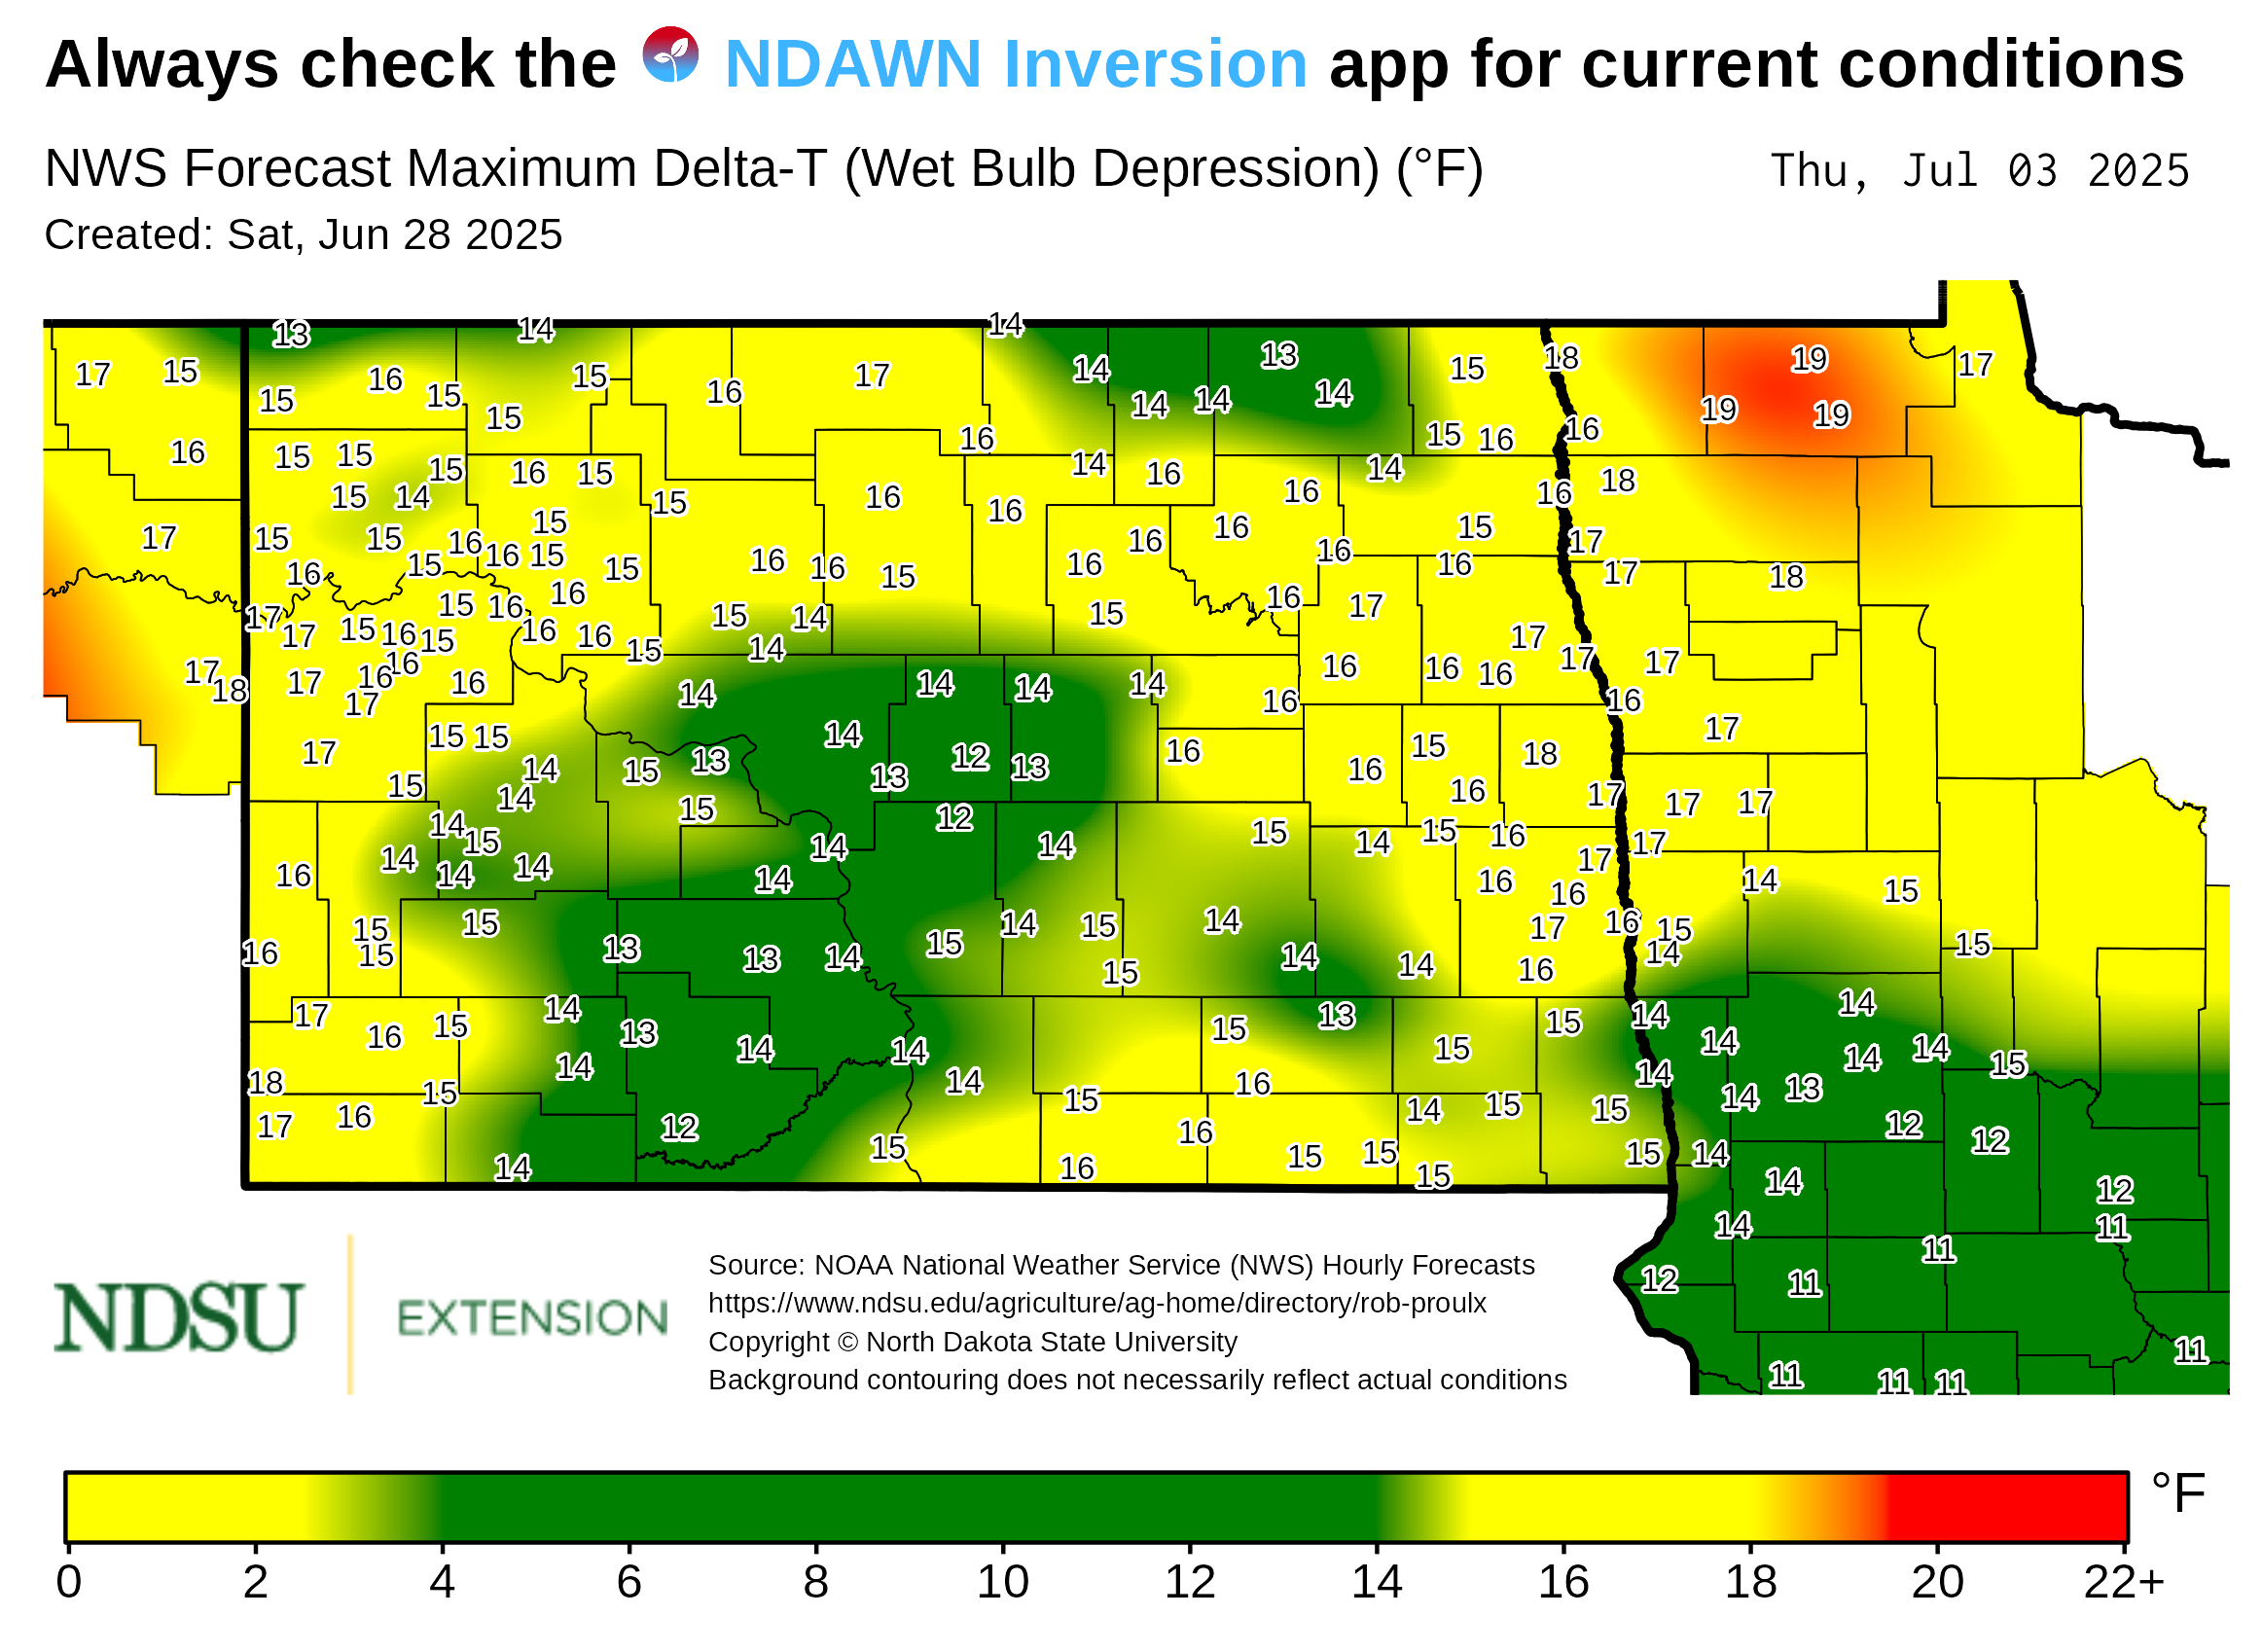 Always check the NDAWN Inversion app for current conditions
NWS Forecast Maximum Delta-T (Wet Bulb Depression) (°F) Thu, Jul 03 2025
Created: Sat, Jun 28 2025
13 14 14
17 15 16 15 15 16 17 14 13 15 18 19 17
15 15 14 14 14 19 19
16 15 15 15 16 15 16 14 16 14 15 16 16 18
15 14 15 16 16 16 16
17 15 15 16 16 15 15 16 16 15 16 16 16 15 16 17
16 15 15 16 16 15 14 15 16 17 17 18
17 17 15 16 15 16 16 15 14 17 17 17
17 18 17 16 16 17 16 14 14 14 14 16 16 16 16 16
17 15 15 14 15 13 14 13 12 13 16 16 15 18 17
15 14 15 12 16 17 17 17
14 15 14 14 15 14 15 16 17 17
16 14 14 14 14 16 16 14 15
16 15 15 15 13 13 14 15 14 15 14 14 14 17 16 15 14 15
15 16
17 16 15 14 13 14 14 15 13 15 15 14 14 14
18 15 14 14 16 14 14 14 14 15
17 16 12 15 16 14 15 15 14 13 12 12
14 15 16 15 15 15 15 14 14 12
14 11 11
12 11
11 11 11 11
NDSU EXTENSION
Source: NOAA National Weather Service (NWS) Hourly Forecasts
https://www.ndsu.edu/agriculture/ag-home/directory/rob-proulx
Copyright © North Dakota State University
Background contouring does not necessarily reflect actual conditions
°F
0 2 4 6 8 10 12 14 16 18 20 22+